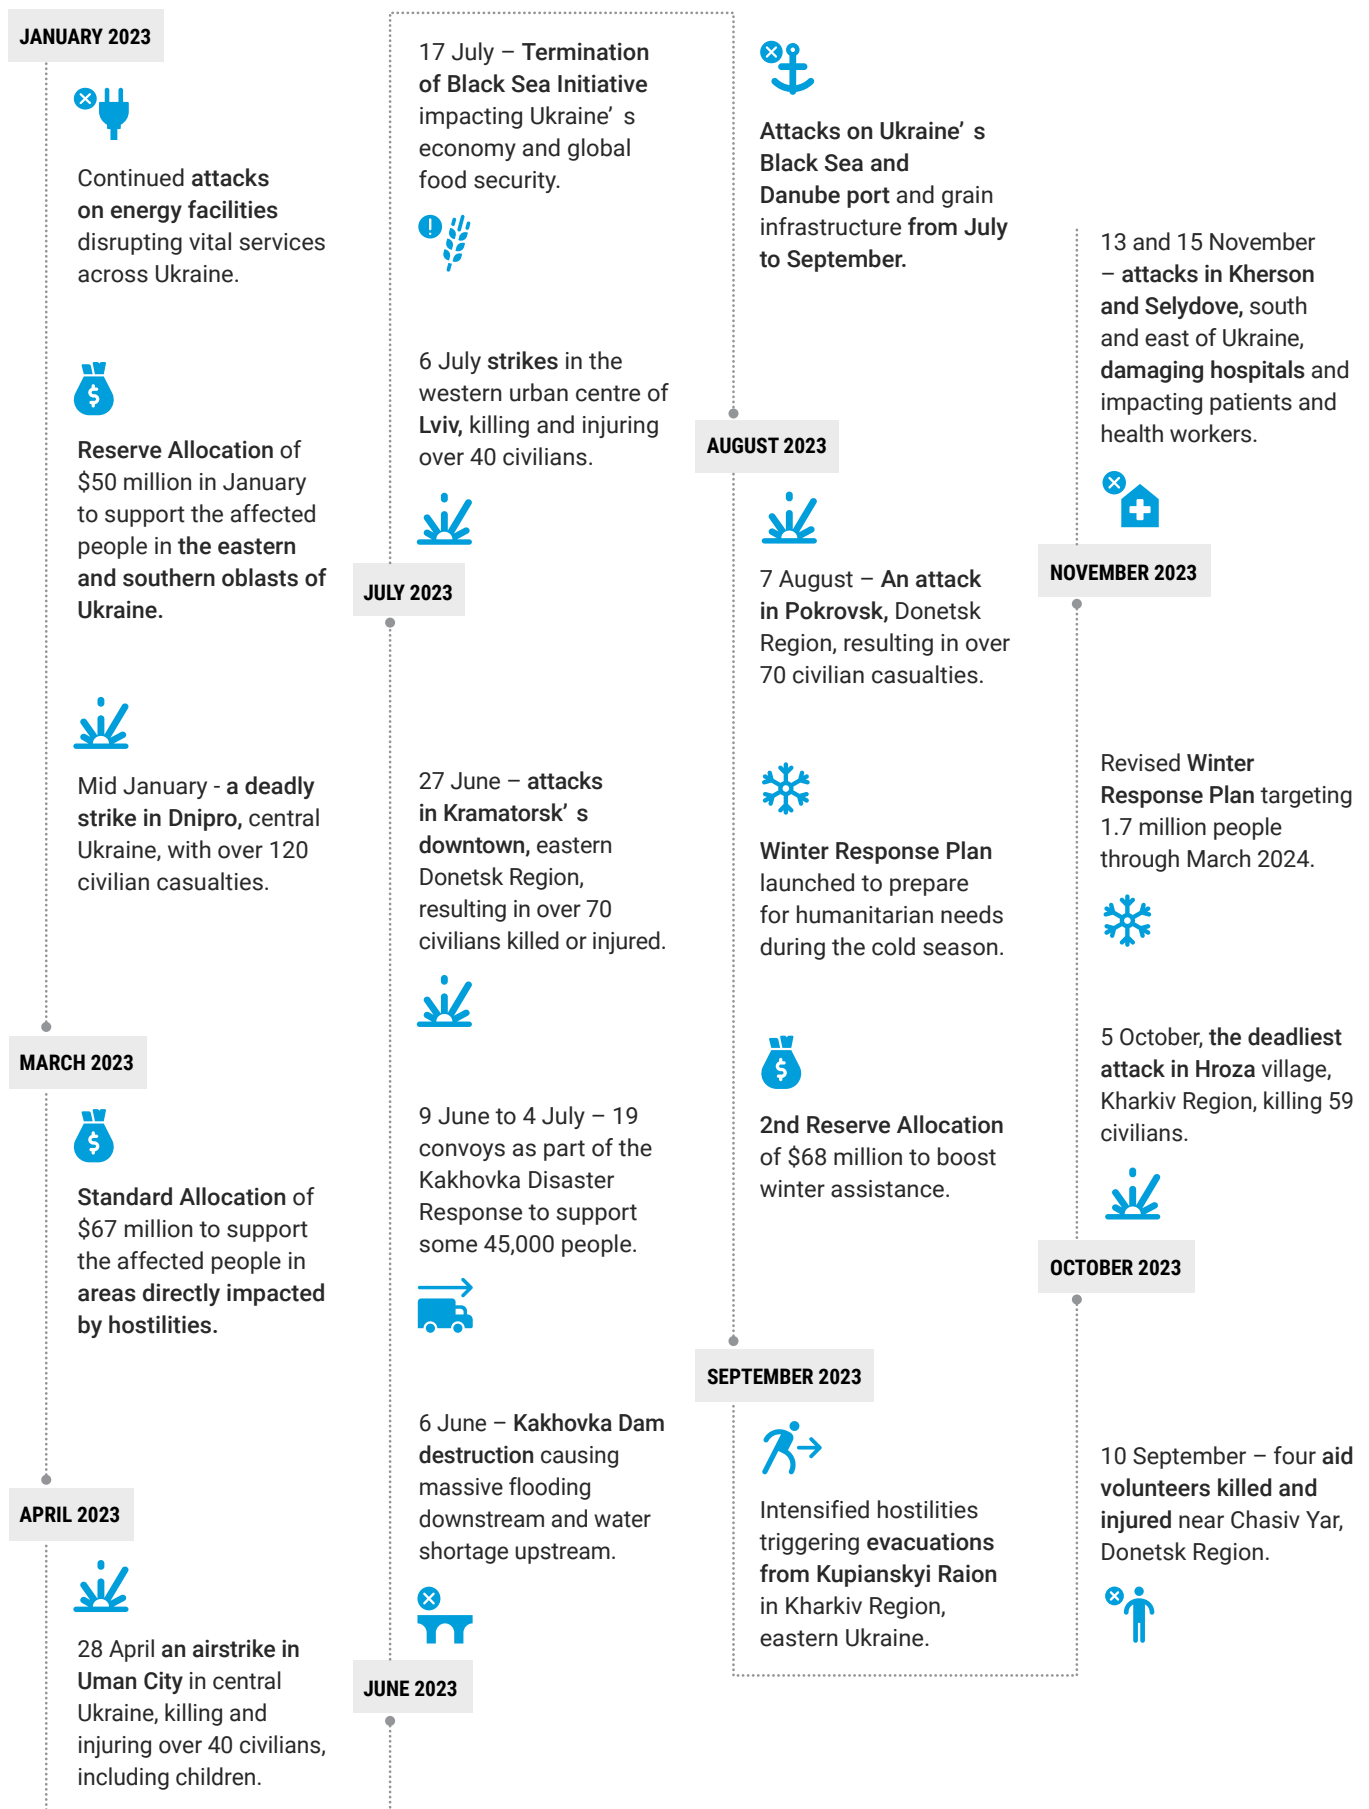 JANUARY 2023
Continued attacks
on energy facilities
disrupting vital services
across Ukraine.
Reserve Allocation of
$50 million in January
to support the affected
people in the eastern
and southern oblasts of
Ukraine.
Mid January - a deadly
strike in Dnipro, central
Ukraine, with over 120
civilian casualties.
MARCH 2023
Standard Allocation of
$67 million to support
the affected people in
areas directly impacted
by hostilities.
APRIL 2023
28 April an airstrike in
Uman City in central
Ukraine, killing and
injuring over 40 civilians,
including children.
17 July – Termination
of Black Sea Initiative
impacting Ukraine’ s
economy and global
food security.
6 July strikes in the
western urban centre of
Lviv, killing and injuring
over 40 civilians.
JULY 2023
27 June – attacks
in Kramatorsk’ s
downtown, eastern
Donetsk Region,
resulting in over 70
civilians killed or injured.
9 June to 4 July – 19
convoys as part of the
Kakhovka Disaster
Response to support
some 45,000 people.
6 June – Kakhovka Dam
destruction causing
massive flooding
downstream and water
shortage upstream.
JUNE 2023
Attacks on Ukraine’ s
Black Sea and
Danube port and grain
infrastructure from July
to September.
AUGUST 2023
7 August – An attack
in Pokrovsk, Donetsk
Region, resulting in over
70 civilian casualties.
Winter Response Plan
launched to prepare
for humanitarian needs
during the cold season.
2nd Reserve Allocation
of $68 million to boost
winter assistance.
SEPTEMBER 2023
Intensified hostilities
triggering evacuations
from Kupianskyi Raion
in Kharkiv Region,
eastern Ukraine.
13 and 15 November
– attacks in Kherson
and Selydove, south
and east of Ukraine,
damaging hospitals and
impacting patients and
health workers.
NOVEMBER 2023
Revised Winter
Response Plan targeting
1.7 million people
through March 2024.
5 October, the deadliest
attack in Hroza village,
Kharkiv Region, killing 59
civilians.
OCTOBER 2023
10 September – four aid
volunteers killed and
injured near Chasiv Yar,
Donetsk Region.